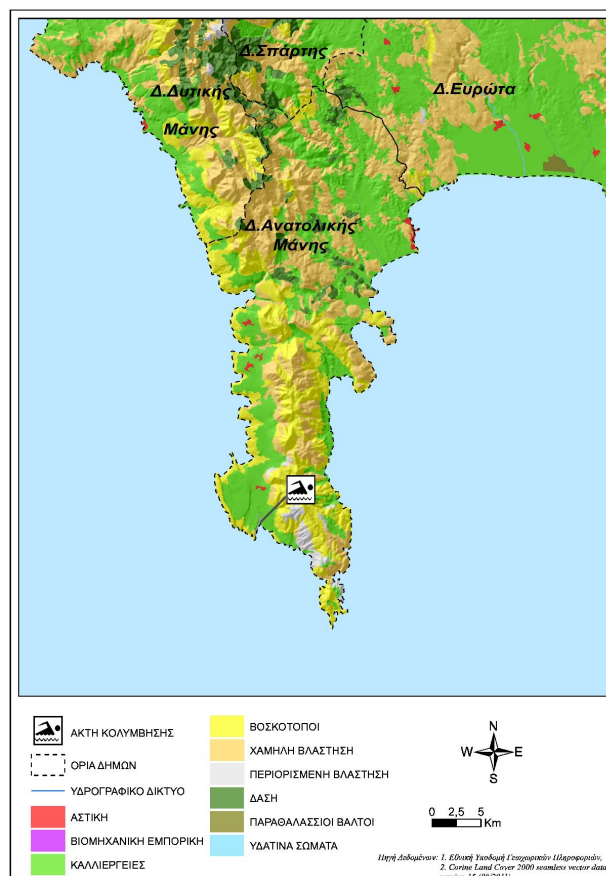 Δ.Σπάρτης
Δ.Δυτικής
Μάνης
Δ.Ευρώτα
Δ.Ανατολικής
Μάνης
ΑΚΤΗ ΚΟΛΥΜΒΗΣΗΣ
ΟΡΙΑ ΔΗΜΩΝ
ΥΔΡΟΓΡΑΦΙΚΟ ΔΙΚΤΥΟ
ΑΣΤΙΚΗ
ΒΙΟΜΗΧΑΝΙΚΗ ΕΜΠΟΡΙΚΗ
ΚΑΛΛΙΕΡΓΕΙΕΣ
ΒΟΣΚΟΤΟΠΟΙ
ΧΑΜΗΛΗ ΒΛΑΣΤΗΣΗ
ΠΕΡΙΟΡΙΣΜΕΝΗ ΒΛΑΣΤΗΣΗ
ΔΑΣΗ
ΠΑΡΑΘΑΛΑΣΣΙΟΙ ΒΑΛΤΟΙ
ΥΔΑΤΙΝΑ ΣΩΜΑΤΑ
N
W E
S
0 2,5 5
Km
Πηγή Δεδομένων: 1. Εθνική Υποδομή Γεωχωρικών Πληροφοριών,
2. Corine Land Cover 2000 seamless vector data